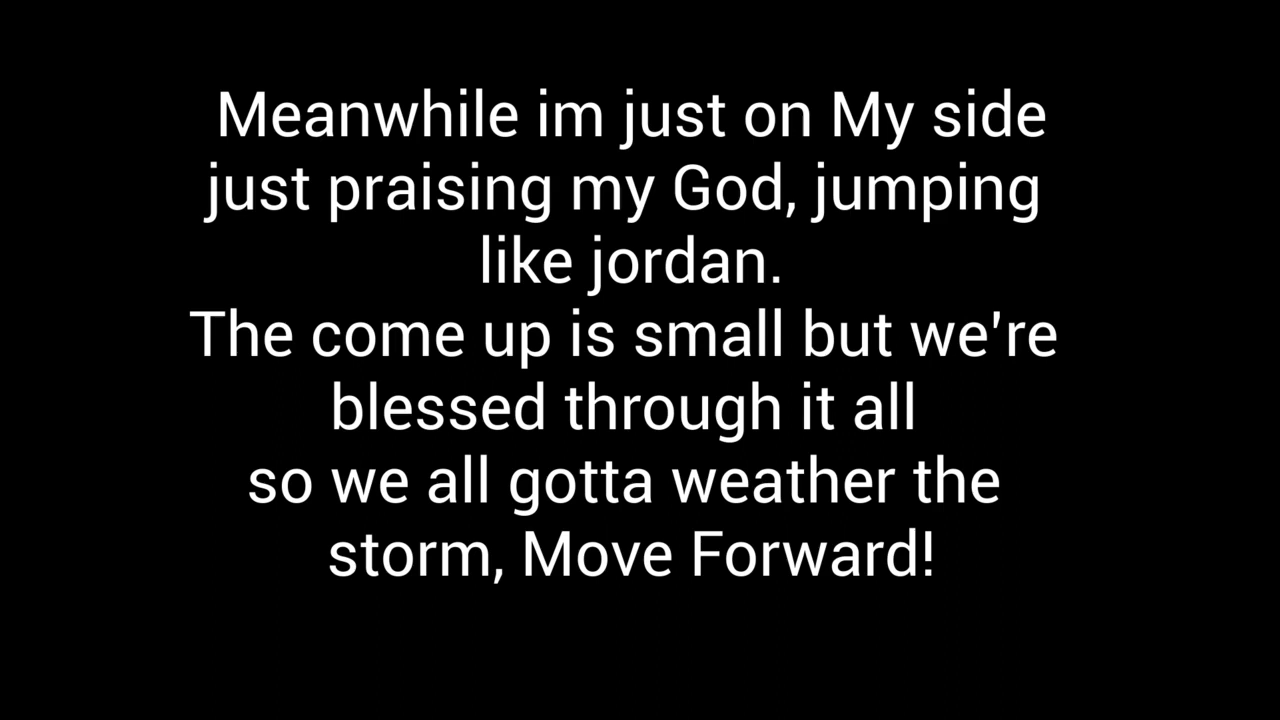 Meanwhile im just on My side
just praising my God, jumping
like jordan.
The come up is small but we're
blessed through it all
so we all gotta weather the
storm, Move Forward!